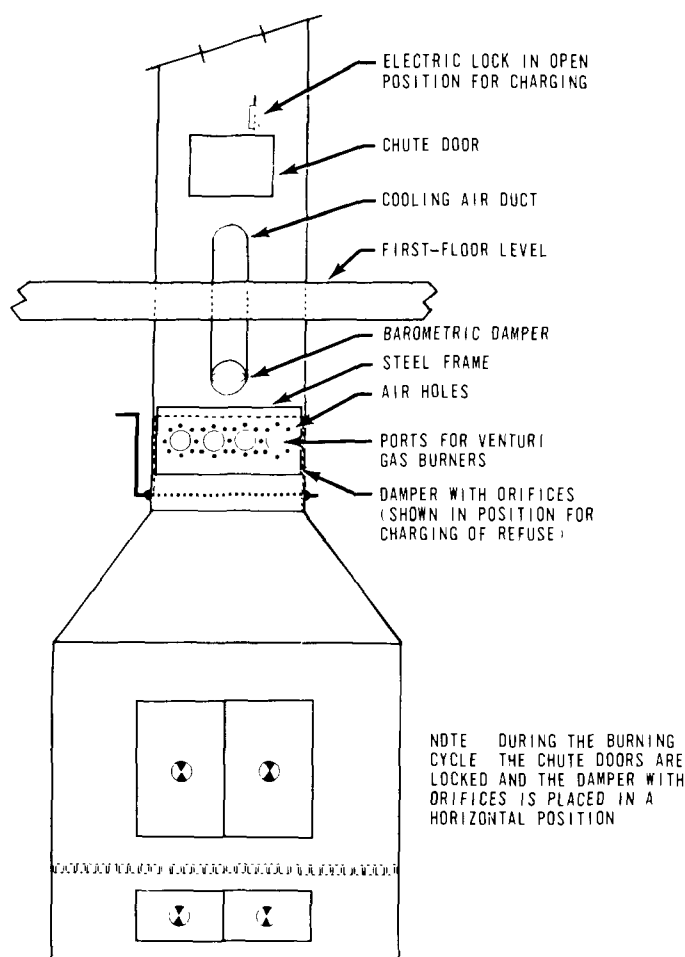 ELECTRIC LOCK IN OPEN
POSITION FOR CHARGING
CHUTE DOOR
COOLING AIR DUCT
FIRST-FLOOR LEVEL
BAROMETRIC DAMPER
STEEL FRAME
AIR HOLES
PORTS FOR VENTURI
GAS BURNERS
DAMPER WITH ORIFICES
(SHOWN IN POSITION FOR
CHARGING OF REFUSE)
NOTE DURING THE BURNING
CYCLE THE CHUTE DOORS ARE
LOCKED AND THE DAMPER WITH
ORIFICES IS PLACED IN A
HORIZONTAL POSITION